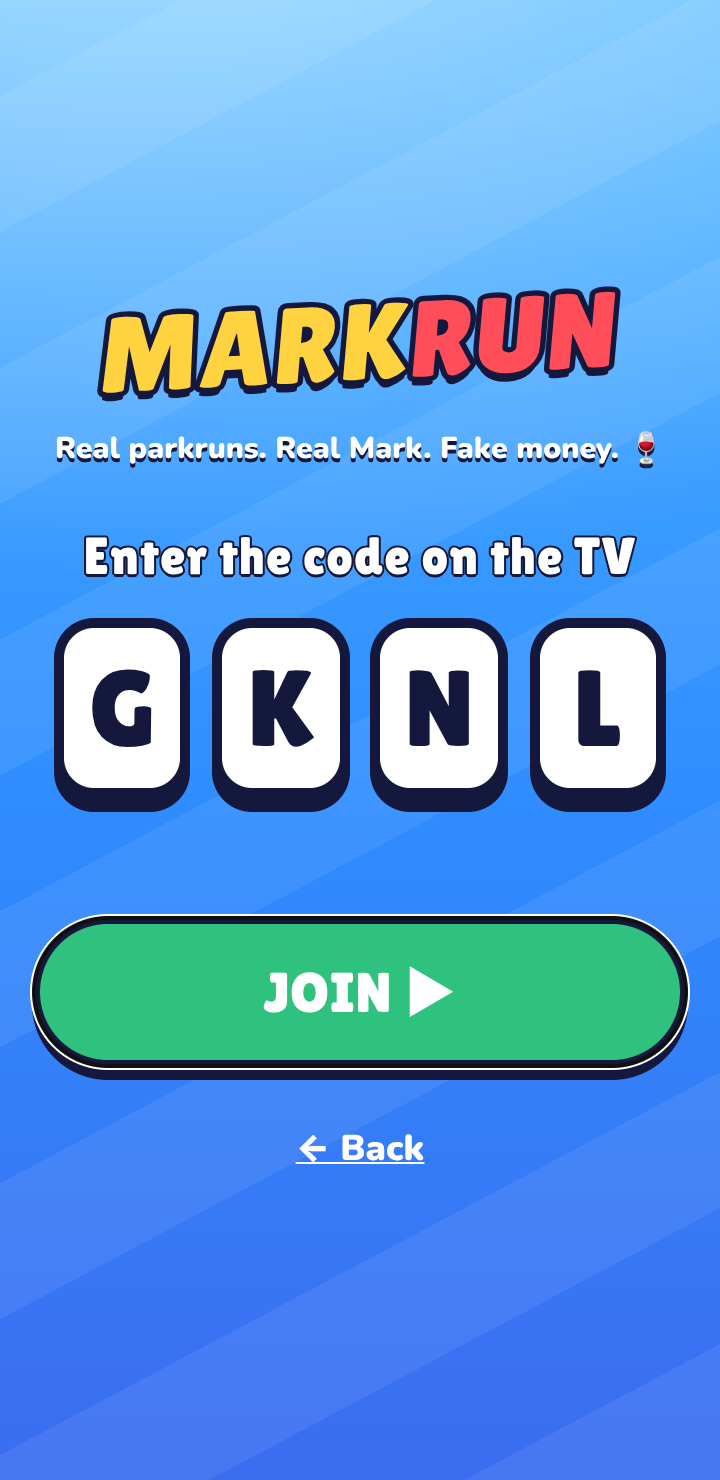 MARKRUN
Real parkruns. Real Mark. Fake money. 🍷
Enter the code on the TV
G K N L
JOIN ▶
← Back